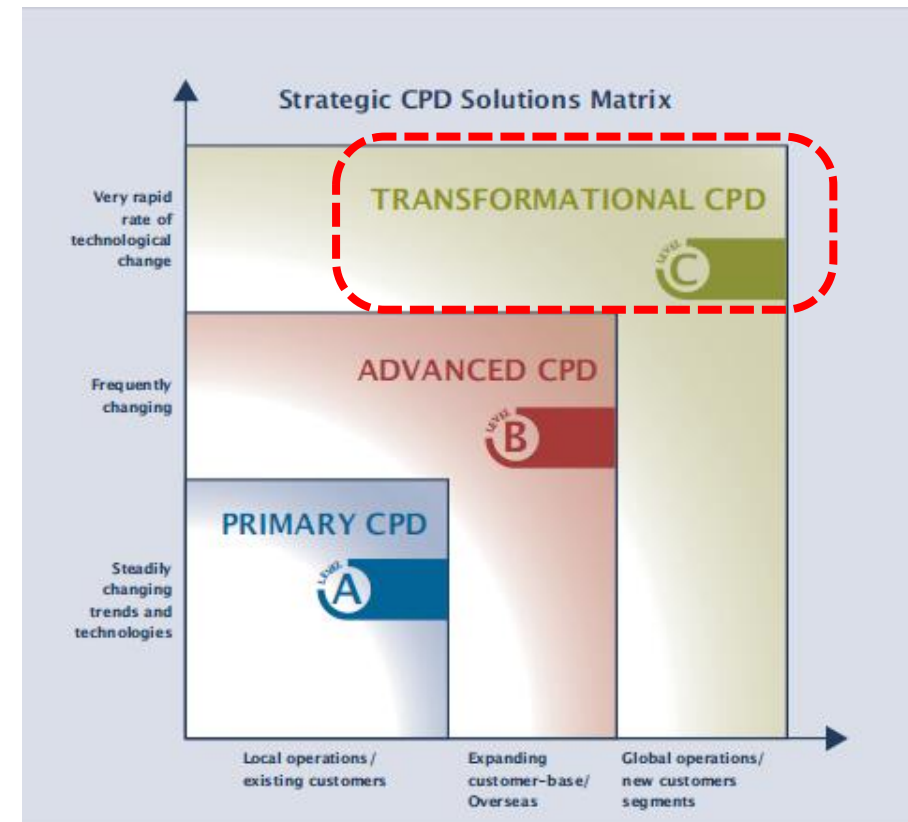 Strategic CPD Solutions Matrix
Very rapid
rate of
technological
change
TRANSFORMATIONAL CPD
LEVEL
C
Frequently
changing
ADVANCED CPD
LEVEL
B
Steadily
changing
trends and
technologies
PRIMARY CPD
LEVEL
A
Local operations/
existing customers
Expanding
customer-base/
Overseas
Global operations/
new customers
segments